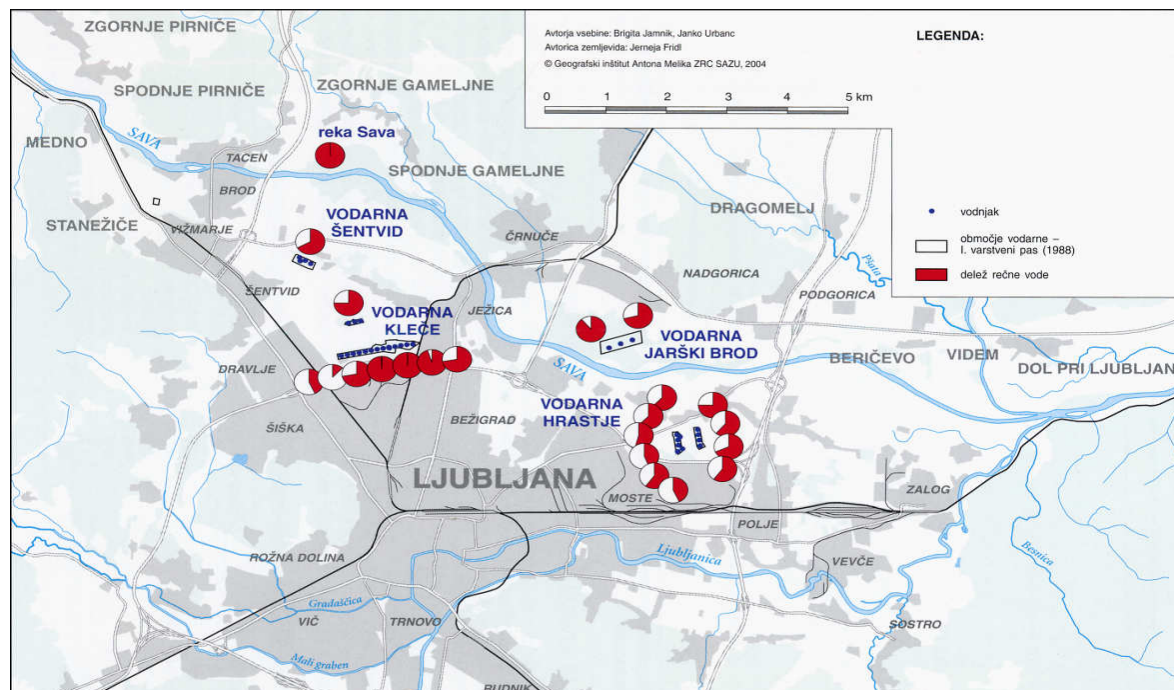 ZGORNJE PIRNIČE
Avtorja vsebine: Brigita Jamnik, Janko Urbanc
Avtorica zemljevida: Jerneja Fridl
© Geografski inštitut Antona Melika ZRC SAZU, 2004
LEGENDA:
0 1 2 3 4 5 km
SPODNJE PIRNIČE
ZGORNJE GAMELJNE
MEDNO
SAVA
reka Sava
TACEN
SPODNJE GAMELJNE
BROD
STANEŽIČE
VIŽMARJE
VODARNA
ŠENTVID
ČRNUČE
DRAGOMELJ
vodnjak
območje vodarne –
I. varstveni pas (1988)
delež rečne vode
Pšata
NADGORICA
PODGORICA
ŠENTVID
VODARNA
KLEČE
JEŽICA
VODARNA
JARŠKI BROD
SAVA
BERIČEVO
VIDEM
DOL PRI LJUBLJAN
DRAVLJE
VODARNA
HRASTJE
BEŽIGRAD
ŠIŠKA
LJUBLJANA
MOSTE
ZALOG
POLJE
ROŽNA DOLINA
Ljubljanica
VEVČE
Besnica
Gradaščica
VIČ
TRNOVO
SOSTRO
Mali graben
RUDNIK